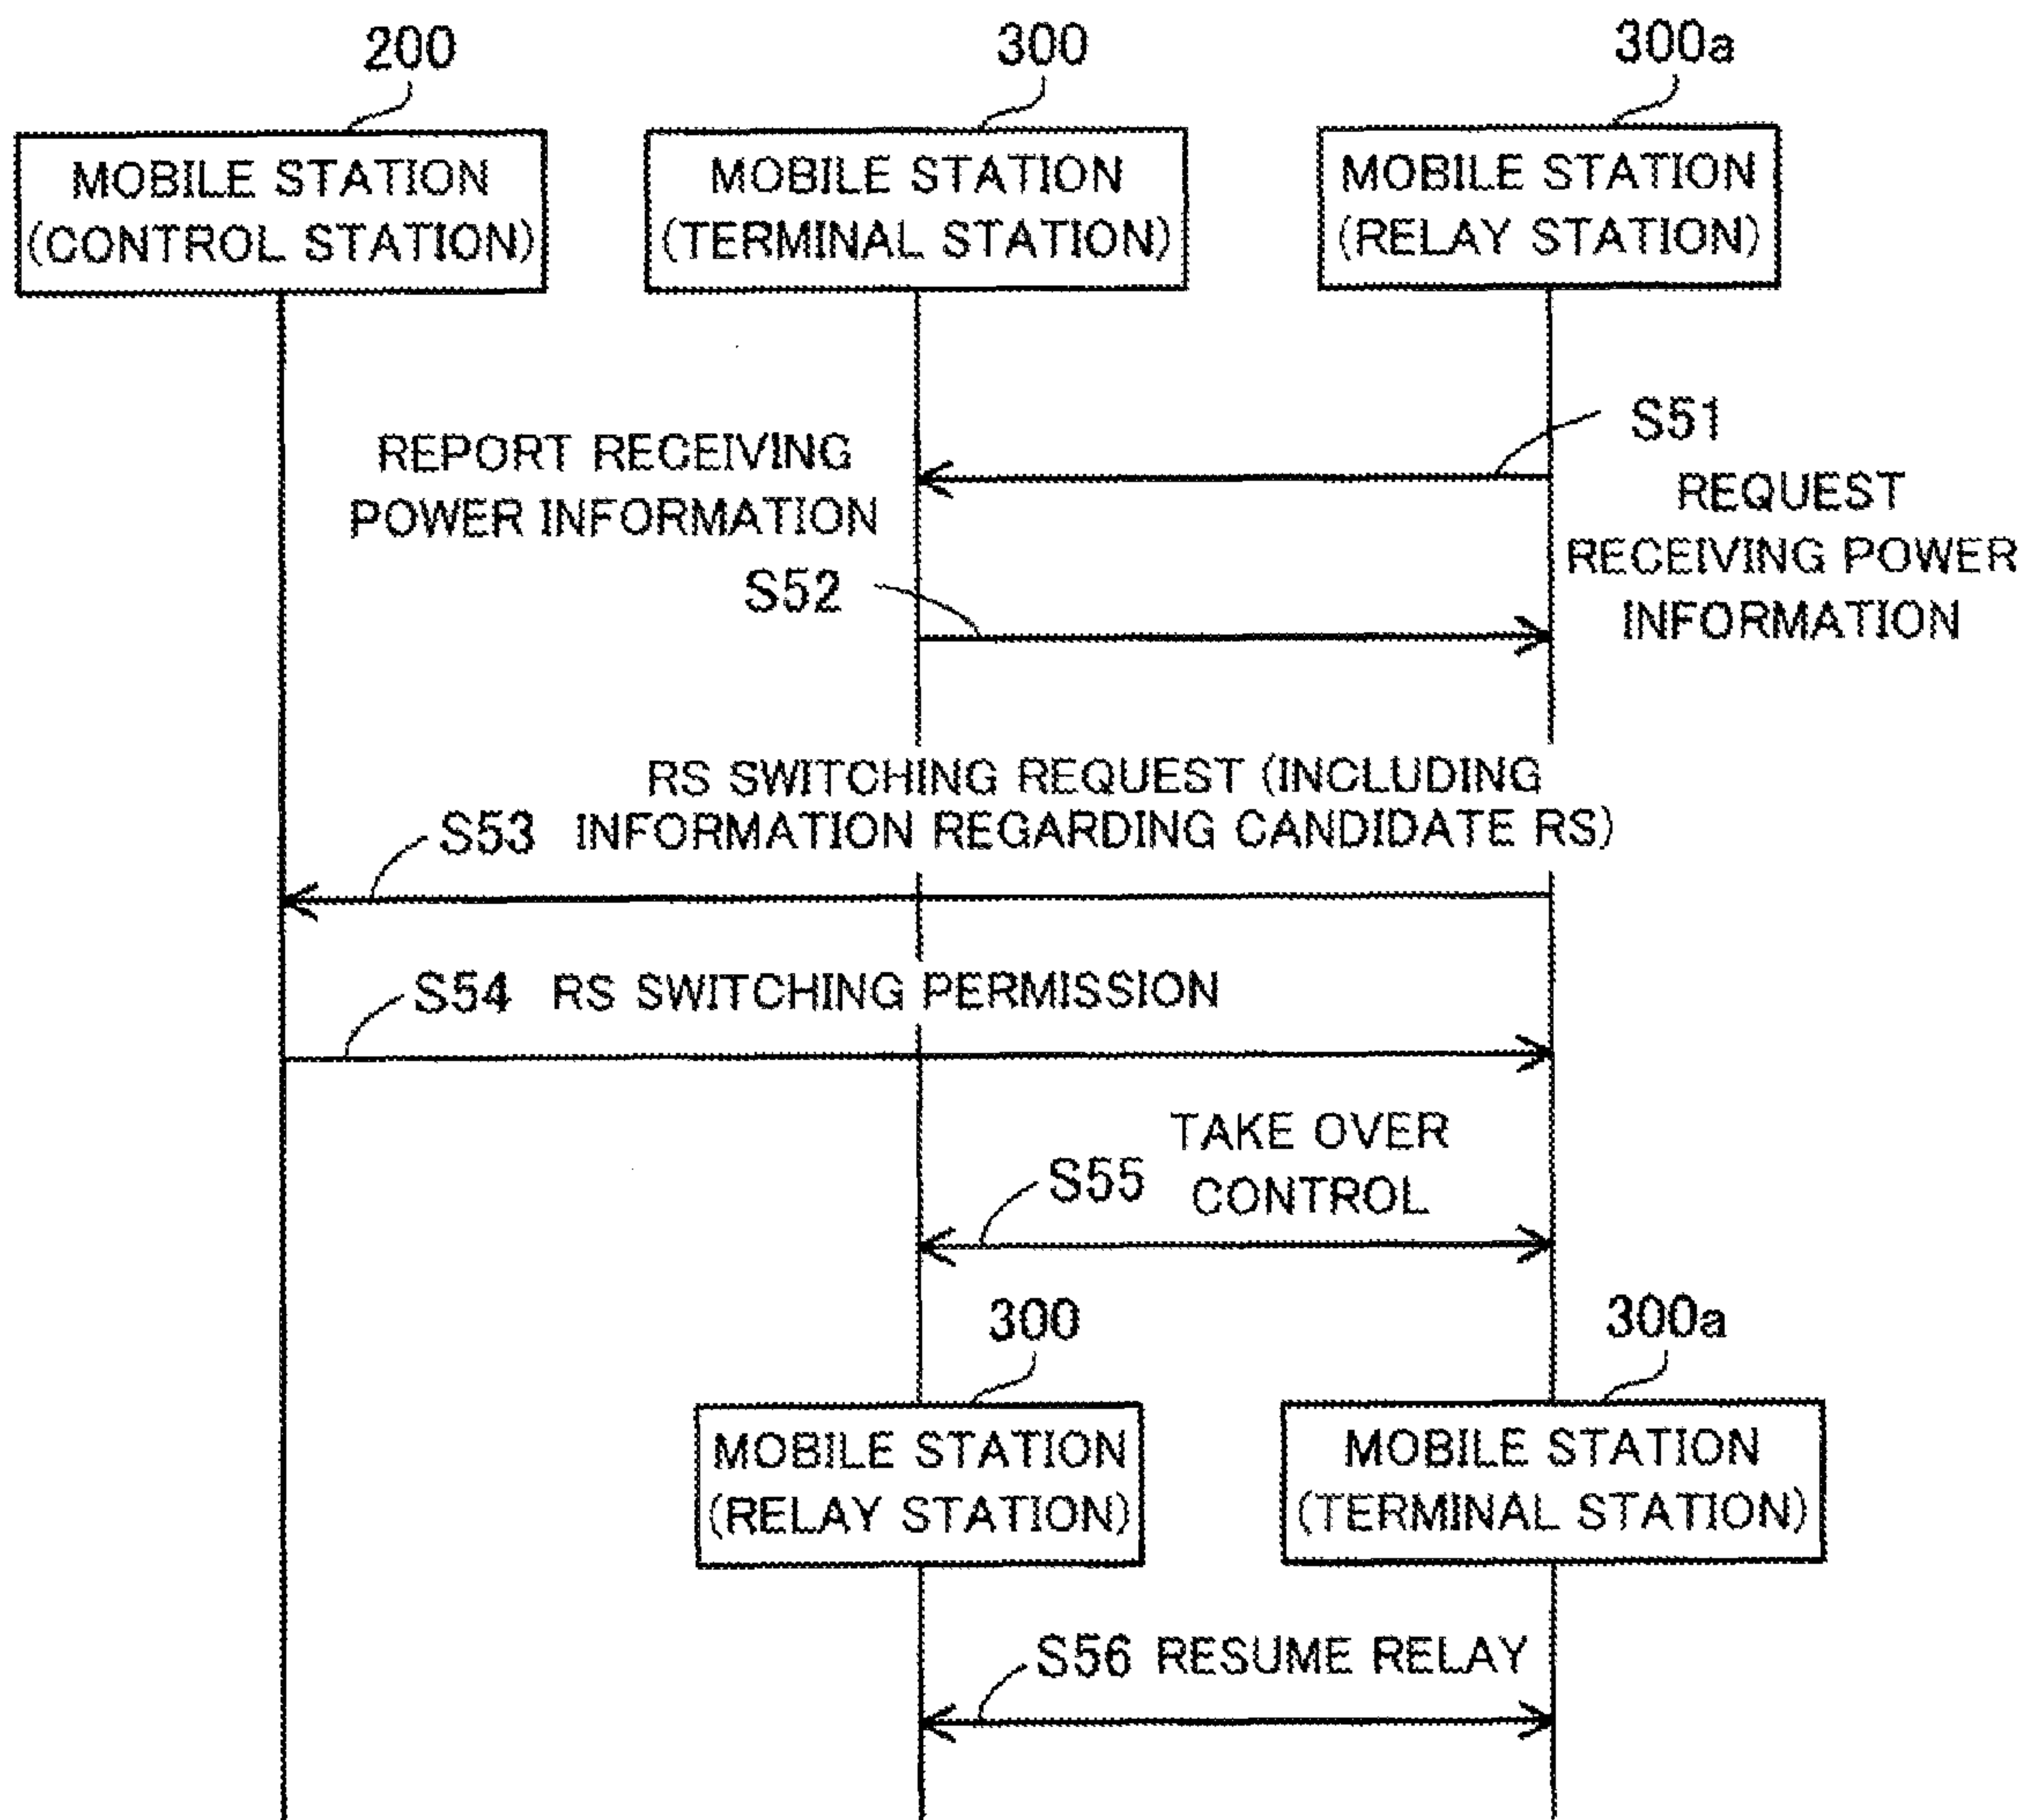 200
300
300a
MOBILE STATION
(CONTROL STATION)
MOBILE STATION
(TERMINAL STATION)
MOBILE STATION
(RELAY STATION)
S51
REQUEST
RECEIVING POWER
INFORMATION
REPORT RECEIVING
POWER INFORMATION
S52
RS SWITCHING REQUEST (INCLUDING
S53 INFORMATION REGARDING CANDIDATE RS)
S54 RS SWITCHING PERMISSION
TAKE OVER
S55 CONTROL
300
300a
MOBILE STATION
(RELAY STATION)
MOBILE STATION
(TERMINAL STATION)
S56 RESUME RELAY